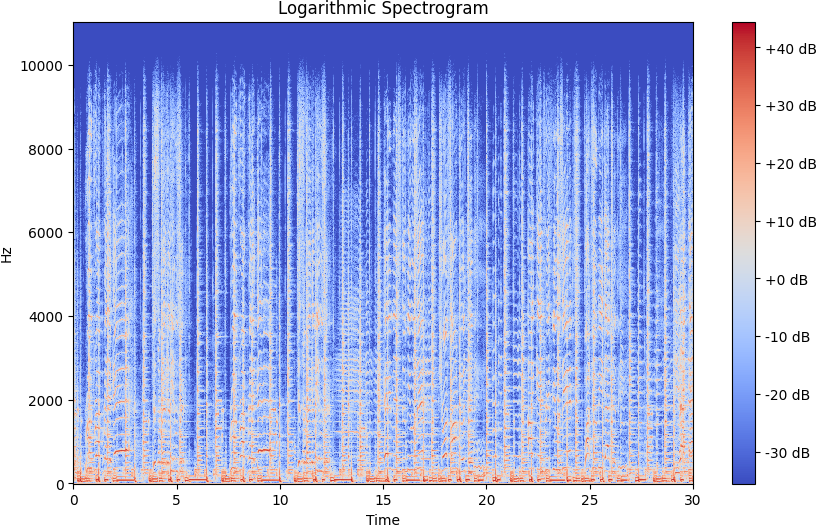 Logarithmic Spectrogram
Hz
10000
8000
6000
4000
2000
0
0 5 10 15 20 25 30
Time
+40 dB
+30 dB
+20 dB
+10 dB
+0 dB
-10 dB
-20 dB
-30 dB